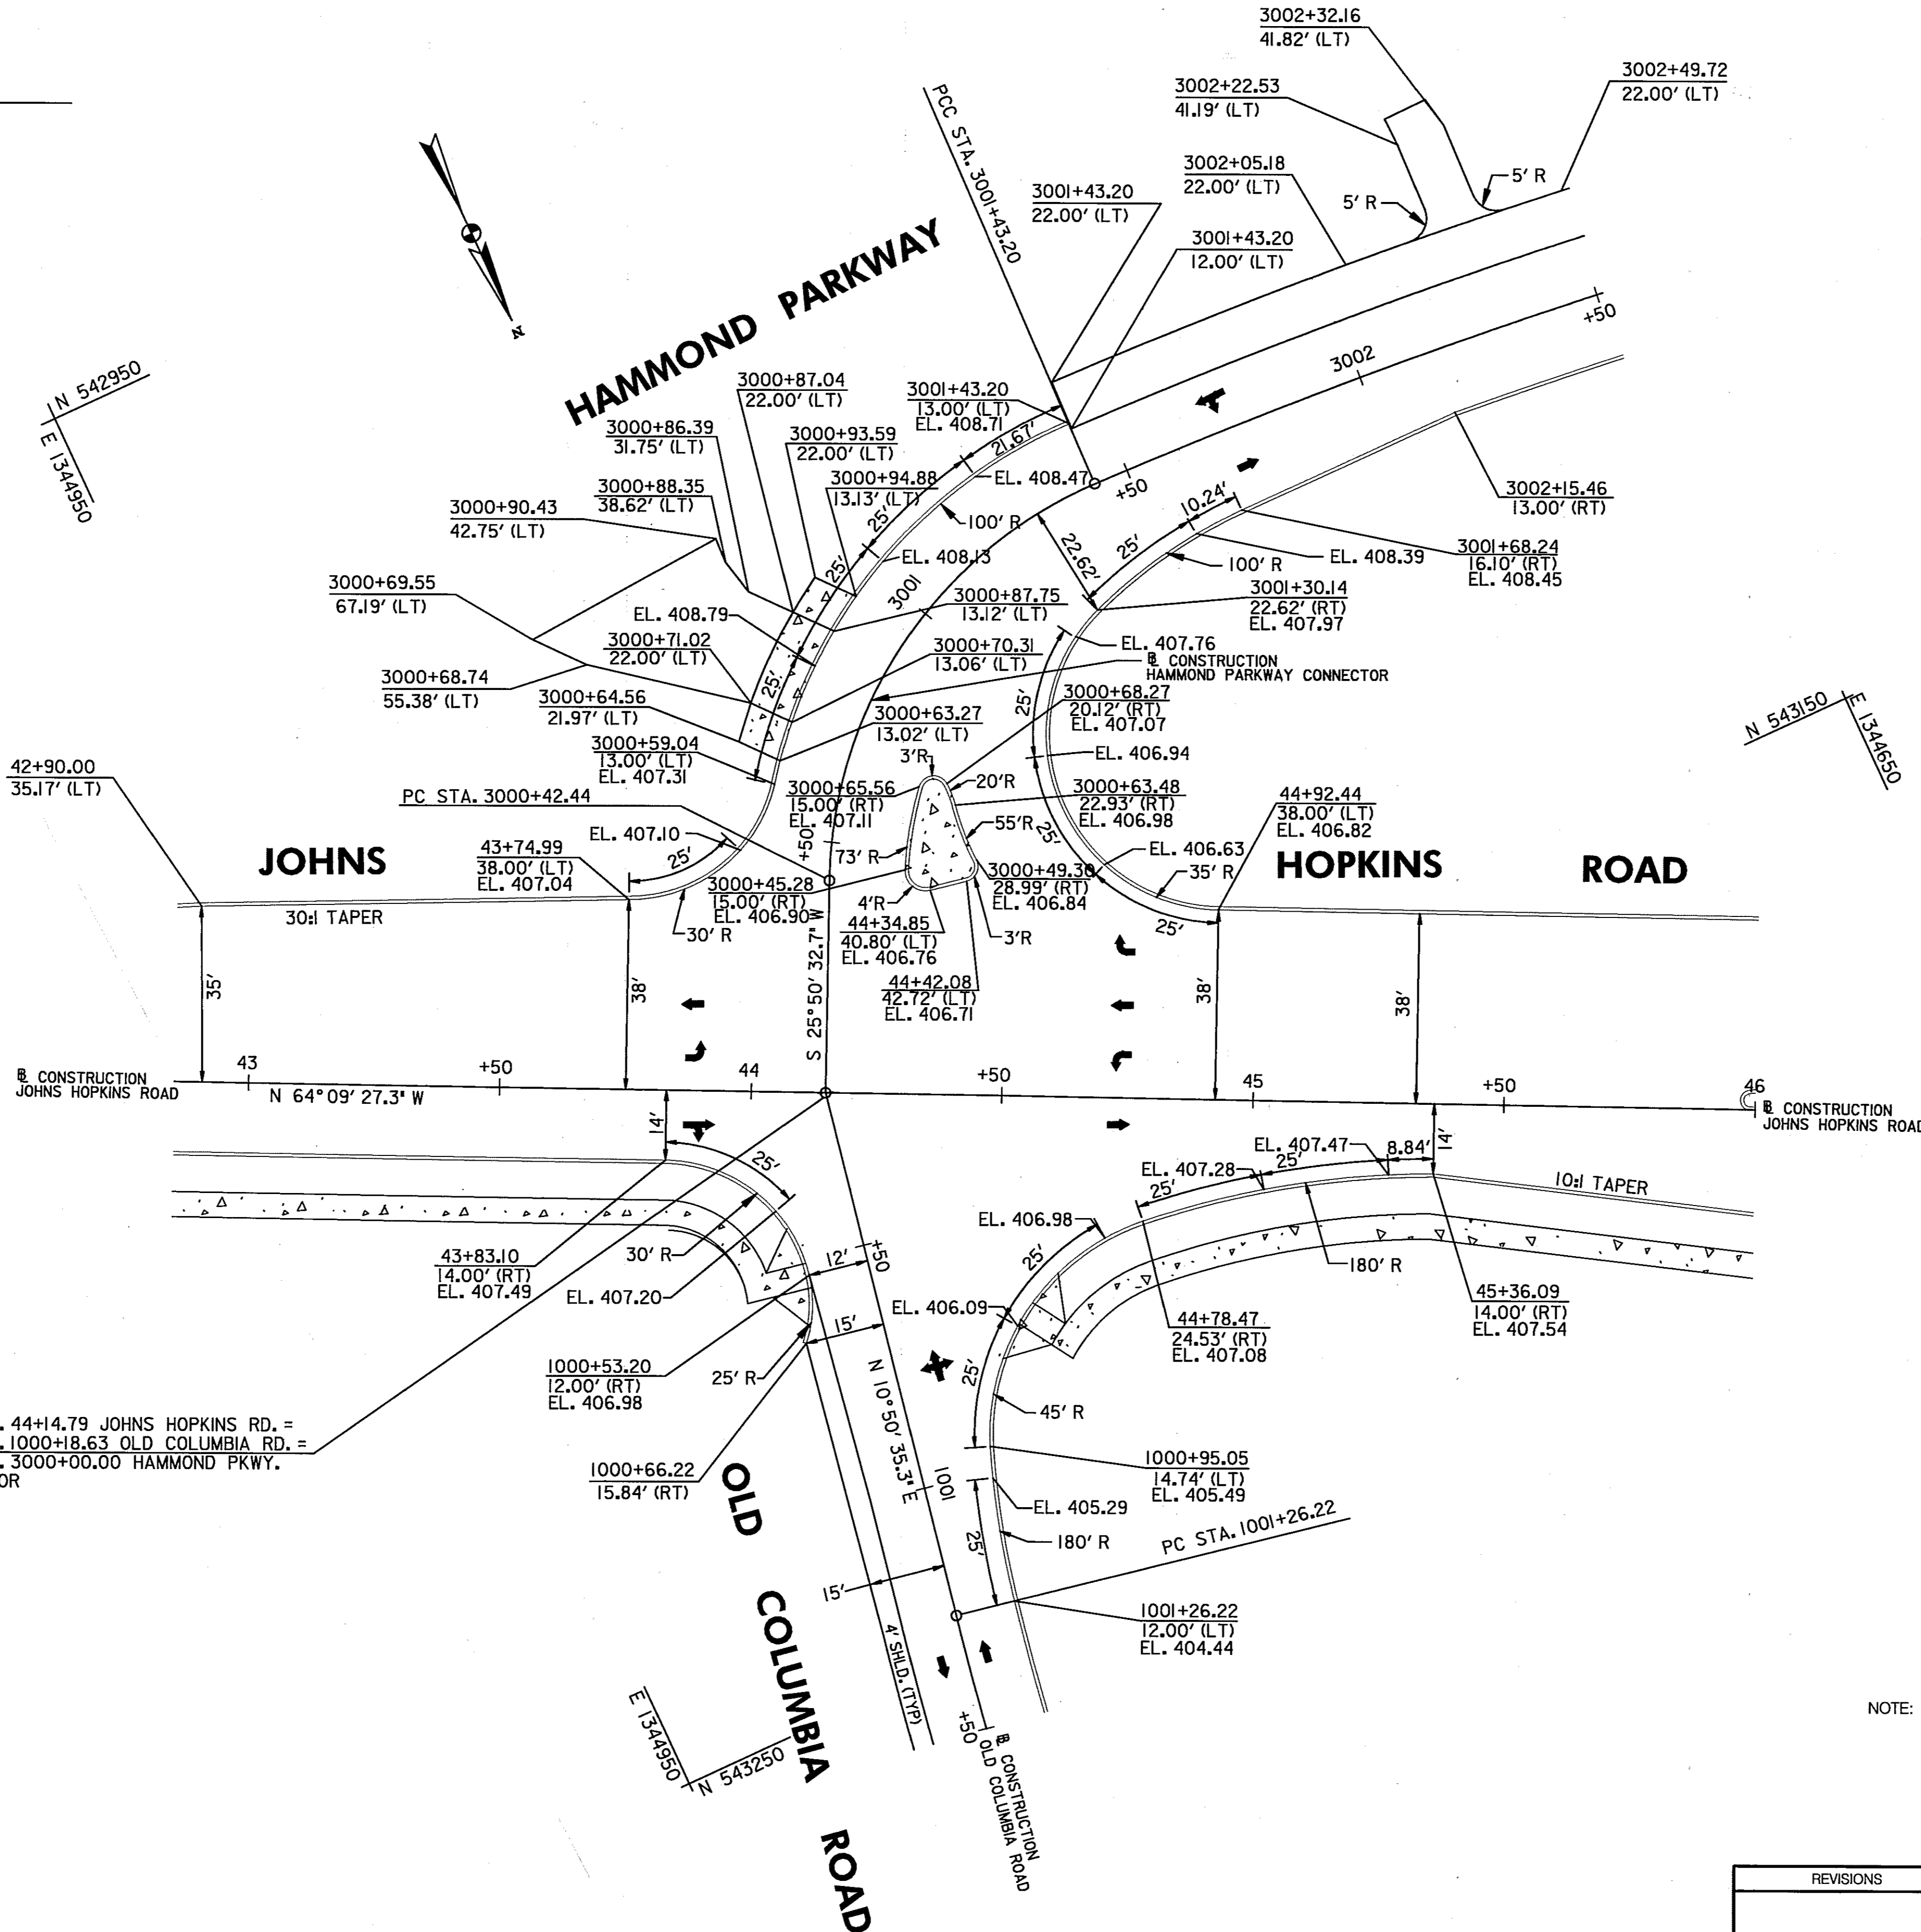 3002+32.16
41.82' (LT)
3002+22.53
41.19' (LT)
3002+49.72
22.00' (LT)
PCC STA. 3001+43.20
3002+05.18
22.00' (LT)
5' R
5' R
3001+43.20
22.00' (LT)
3001+43.20
12.00' (LT)
HAMMOND PARKWAY
N 542950
E 1344950
N
+50
3002
+50
3000+87.04
22.00' (LT)
3001+43.20
13.00' (LT)
EL. 408.71
21.67'
3000+86.39
31.75' (LT)
3000+93.59
22.00' (LT)
3000+88.35
38.62' (LT)
3000+94.88
13.13' (LT)
EL. 408.47
3000+90.43
42.75' (LT)
25'
100' R
22.62'
10.24'
25'
3002+15.46
13.00' (RT)
EL. 408.39
100' R
3001+68.24
16.10' (RT)
EL. 408.45
EL. 408.13
25'
3001
3000+69.55
67.19' (LT)
EL. 408.79
3000+87.75
13.12' (LT)
3001+30.14
22.62' (RT)
EL. 407.97
3000+71.02
22.00' (LT)
3000+70.31
13.06' (LT)
EL. 407.76
BL CONSTRUCTION
HAMMOND PARKWAY CONNECTOR
3000+68.74
55.38' (LT)
25'
3000+64.56
21.97' (LT)
3000+63.27
13.02' (LT)
3000+68.27
20.12' (RT)
EL. 407.07
25'
N 543150
E 1344650
3000+59.04
13.00' (LT)
EL. 407.31
3'R
EL. 406.94
42+90.00
35.17' (LT)
3000+65.56
15.00' (RT)
EL. 407.11
20'R
3000+63.48
22.93' (RT)
EL. 406.98
PC STA. 3000+42.44
44+92.44
38.00' (LT)
EL. 406.82
EL. 407.10
+50
55'R
25'
JOHNS
43+74.99
38.00' (LT)
EL. 407.04
25'
73' R
EL. 406.63
HOPKINS ROAD
3000+45.28
15.00' (RT)
EL. 406.90
3000+49.30
28.99' (RT)
EL. 406.84
35' R
30:1 TAPER
30' R
4'R
3'R
25'
44+34.85
40.80' (LT)
EL. 406.76
44+42.08
42.72' (LT)
EL. 406.71
35'
38'
S 25° 50' 32.7" W
38'
38'
BL CONSTRUCTION
JOHNS HOPKINS ROAD
43
+50
44
+50
45
+50
46
N 64° 09' 27.3" W
BL CONSTRUCTION
JOHNS HOPKINS ROAD
14'
25'
EL. 407.47
8.84'
14'
EL. 407.28
25'
25'
10:1 TAPER
EL. 406.98
30' R
12'
+50
25'
43+83.10
14.00' (RT)
EL. 407.49
EL. 407.20
180' R
EL. 406.09
15'
44+78.47
24.53' (RT)
EL. 407.08
45+36.09
14.00' (RT)
EL. 407.54
1000+53.20
12.00' (RT)
EL. 406.98
25' R
25'
45' R
. 44+14.79 JOHNS HOPKINS RD. =
. 1000+18.63 OLD COLUMBIA RD. =
. 3000+00.00 HAMMOND PKWY.
OR
N 10° 50' 35.3" E
1000+66.22
15.84' (RT)
1001
1000+95.05
14.74' (LT)
EL. 405.49
EL. 405.29
PC STA. 1001+26.22
180' R
25'
15'
4' SHLD. (TYP)
1001+26.22
12.00' (LT)
EL. 404.44
OLD COLUMBIA ROAD
E 1344950
N 543250
+50
BL CONSTRUCTION
OLD COLUMBIA ROAD
NOTE:
REVISIONS